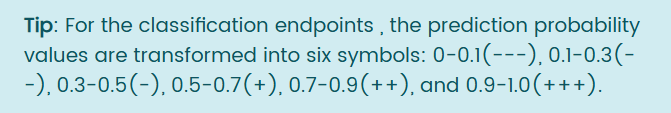 Tip: For the classification endpoints , the prediction probability
values are transformed into six symbols: 0-0.1(---), 0.1-0.3(-
-), 0.3-0.5(-), 0.5-0.7(+), 0.7-0.9(++), and 0.9-1.0(+++).